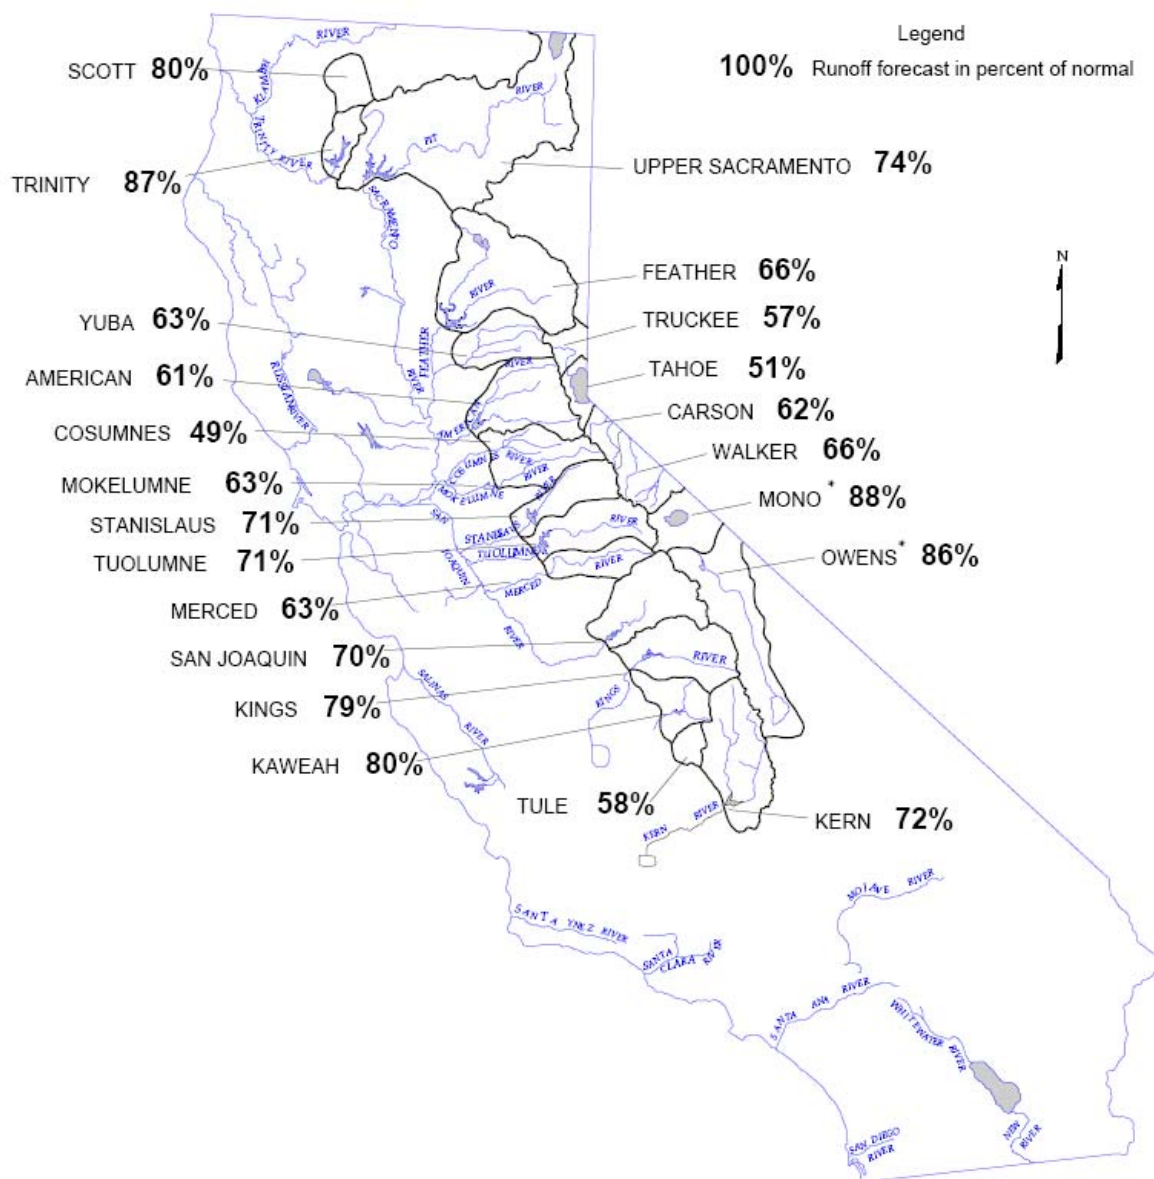 Legend
100% Runoff forecast in percent of normal
SCOTT 80%
TRINITY 87%
UPPER SACRAMENTO 74%
FEATHER 66%
YUBA 63%
TRUCKEE 57%
AMERICAN 61%
TAHOE 51%
CARSON 62%
COSUMNES 49%
WALKER 66%
MOKELUMNE 63%
MONO * 88%
STANISLAUS 71%
TUOLUMNE 71%
OWENS* 86%
MERCED 63%
SAN JOAQUIN 70%
KINGS 79%
KAWEAH 80%
TULE 58%
KERN 72%
N
KLAMATH
RIVER
TRINITY RIVER
PIT
RIVER
SACRAMENTO
RIVER
FEATHER
RIVER
RUSSIAN
RIVER
RIVER
RIVER
MOKELUMNE
RIVER
SAN
JOAQUIN
RIVER
STANISLAUS
RIVER
TUOLUMNE
RIVER
MERCED
RIVER
KINGS
RIVER
SALINAS
RIVER
KERN
RIVER
SANTA YNEZ RIVER
SANTA
CLARA
RIVER
MOJAVE RIVER
SANTA ANA RIVER
WHITEWATER
RIVER
NEW
RIVER
SAN DIEGO
RIVER